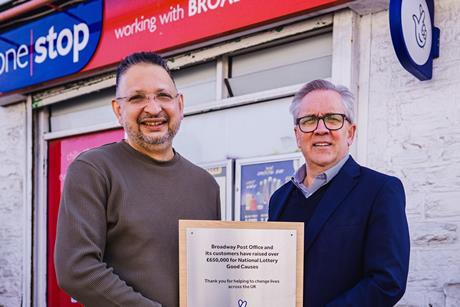 one|stop
working with BROAD
Broadway Post Office and
its customers have raised over
£650,000 for National Lottery
Good Causes
Thank you for helping to change lives
across the UK